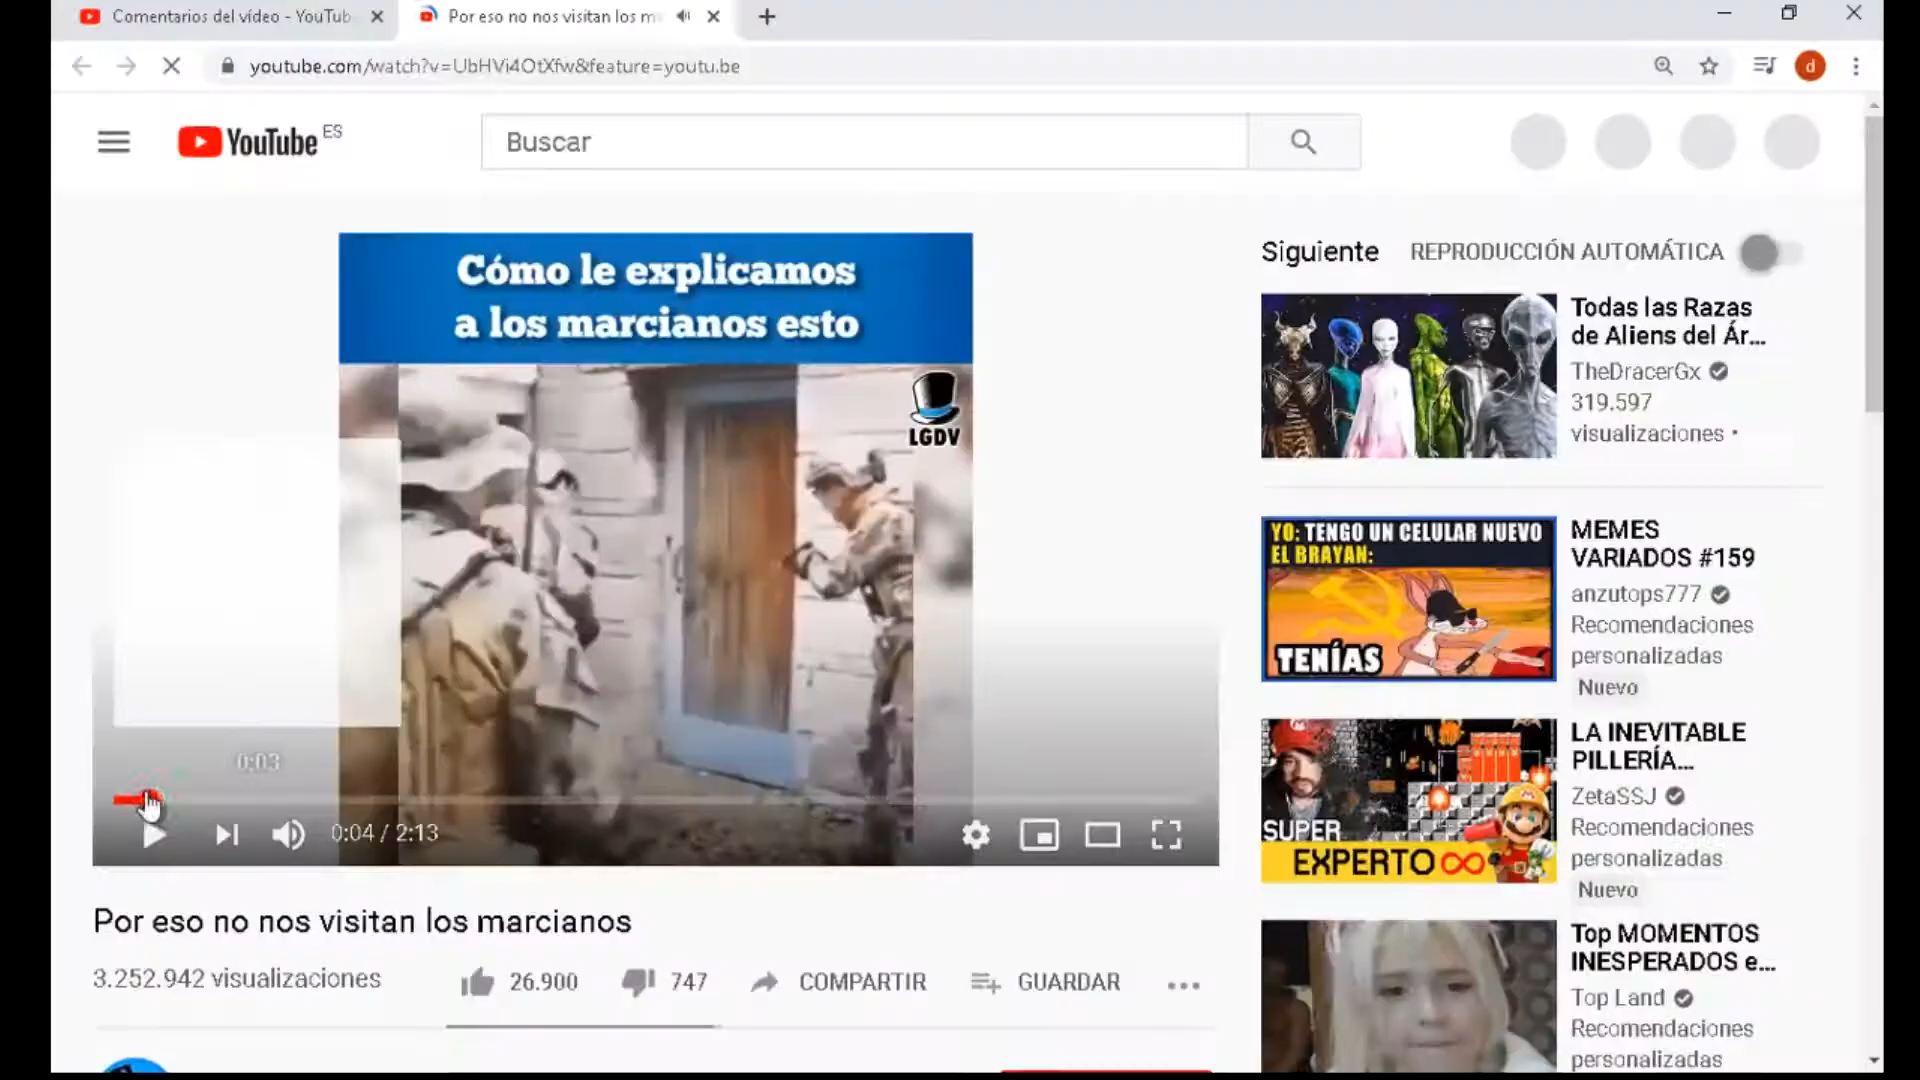 Comentarios del vídeo - YouTub
Por eso no nos visitan los m
youtube.com/watch?v=UbHVi4OtXfw&feature=youtu.be
d
YouTube ES
Buscar
Cómo le explicamos
a los marcianos esto
LGDV
0:03
0:04 / 2:13
Por eso no nos visitan los marcianos
3.252.942 visualizaciones
26.900
747
COMPARTIR
GUARDAR
Siguiente
REPRODUCCIÓN AUTOMÁTICA
Todas las Razas
de Aliens del Ár...
TheDracerGx
319.597
visualizaciones •
YO: TENGO UN CELULAR NUEVO
EL BRAYAN:
TENÍAS
MEMES
VARIADOS #159
anzutops777
Recomendaciones
personalizadas
Nuevo
SUPER
EXPERTO
LA INEVITABLE
PILLERÍA...
ZetaSSJ
Recomendaciones
personalizadas
Nuevo
Top MOMENTOS
INESPERADOS e...
Top Land
Recomendaciones
personalizadas